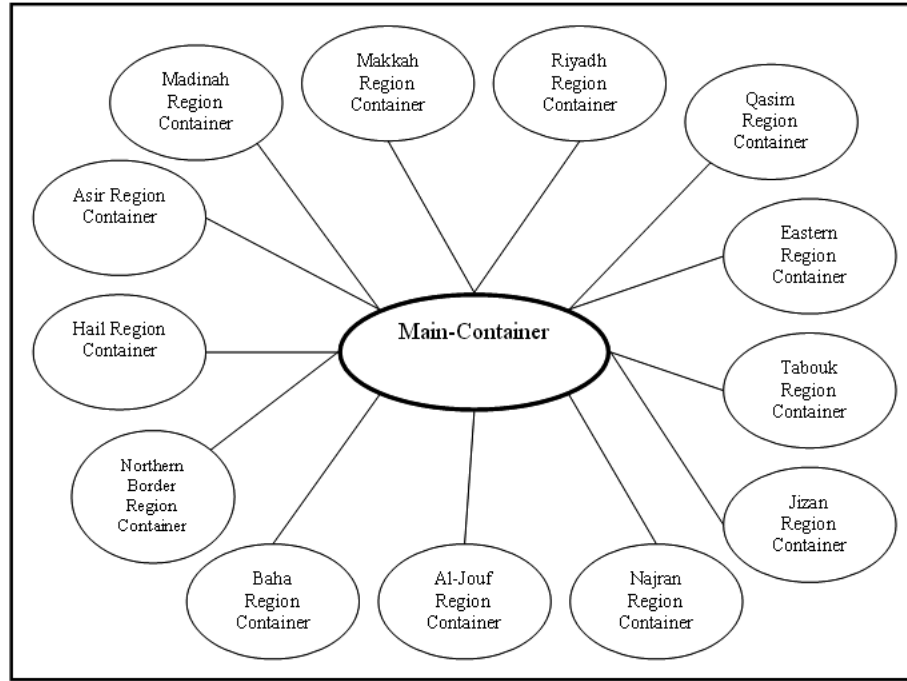 Madinah
Region
Container
Makkah
Region
Container
Riyadh
Region
Container
Qasim
Region
Container
Asir Region
Container
Eastern
Region
Container
Main-Container
Hail Region
Container
Tabouk
Region
Container
Northern
Border
Region
Container
Jizan
Region
Container
Baha
Region
Container
Al-Jouf
Region
Container
Najran
Region
Container